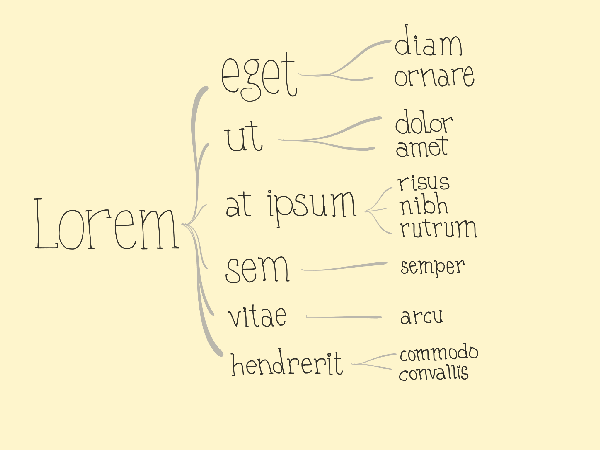 Lorem
eget
diam
ornare
ut
dolor
amet
at ipsum
risus
nibh
rutrum
sem
semper
vitae
arcu
hendrerit
commodo
convallis